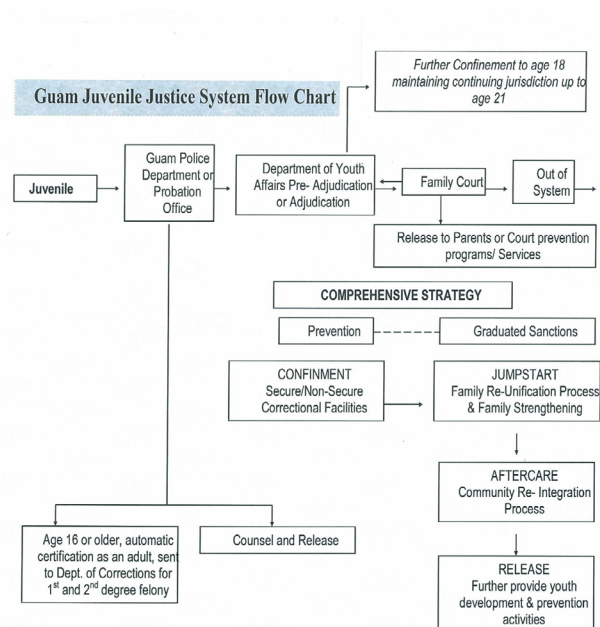 Further Confinement to age 18
maintaining continuing jurisdiction up to
age 21
Guam Juvenile Justice System Flow Chart
Juvenile
Guam Police
Department or
Probation
Office
Department of Youth
Affairs Pre- Adjudication
or Adjudication
Family Court
Out of
System
Release to Parents or Court prevention
programs/ Services
COMPREHENSIVE STRATEGY
Prevention
Graduated Sanctions
CONFINMENT
Secure/Non-Secure
Correctional Facilities
JUMPSTART
Family Re-Unification Process
& Family Strengthening
AFTERCARE
Community Re- Integration
Process
Age 16 or older, automatic
certification as an adult, sent
to Dept. of Corrections for
1st and 2nd degree felony
Counsel and Release
RELEASE
Further provide youth
development & prevention
activities